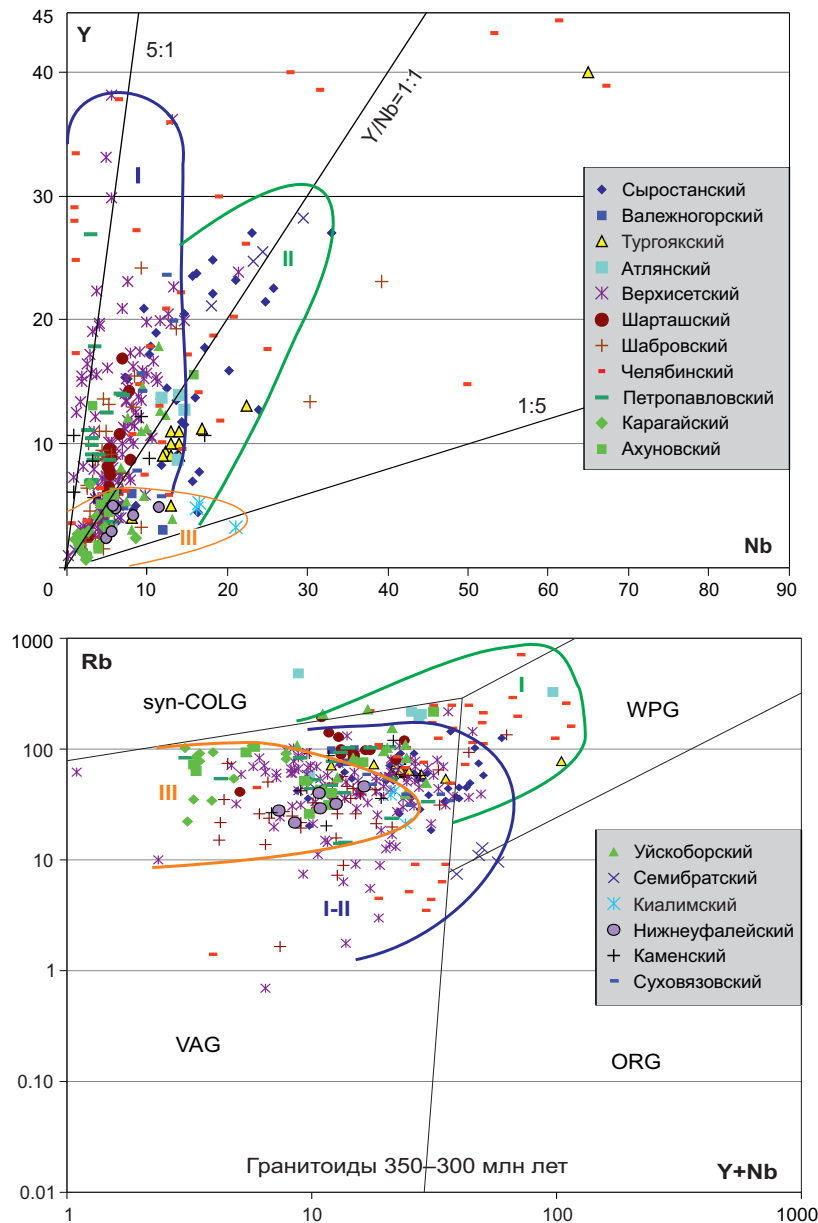 45
Y
5:1
40
Y/Nb=1:1
I
30
II
20
1:5
10
III
Nb
0
10
20
30
40
50
60
70
80
90
Сыростанский
Валежногорский
Тургоякский
Атлянский
Верхисетский
Шарташский
Шабровский
Челябинский
Петропавловский
Карагайский
Ахуновский
1000
Rb
syn-COLG
I
WPG
100
III
10
I-II
1
VAG
ORG
0.10
Гранитоиды 350–300 млн лет
Y+Nb
0.01
1
10
100
1000
Уйскоборский
Семибратский
Киалимский
Нижнеуфалейский
Каменский
Суховязовский